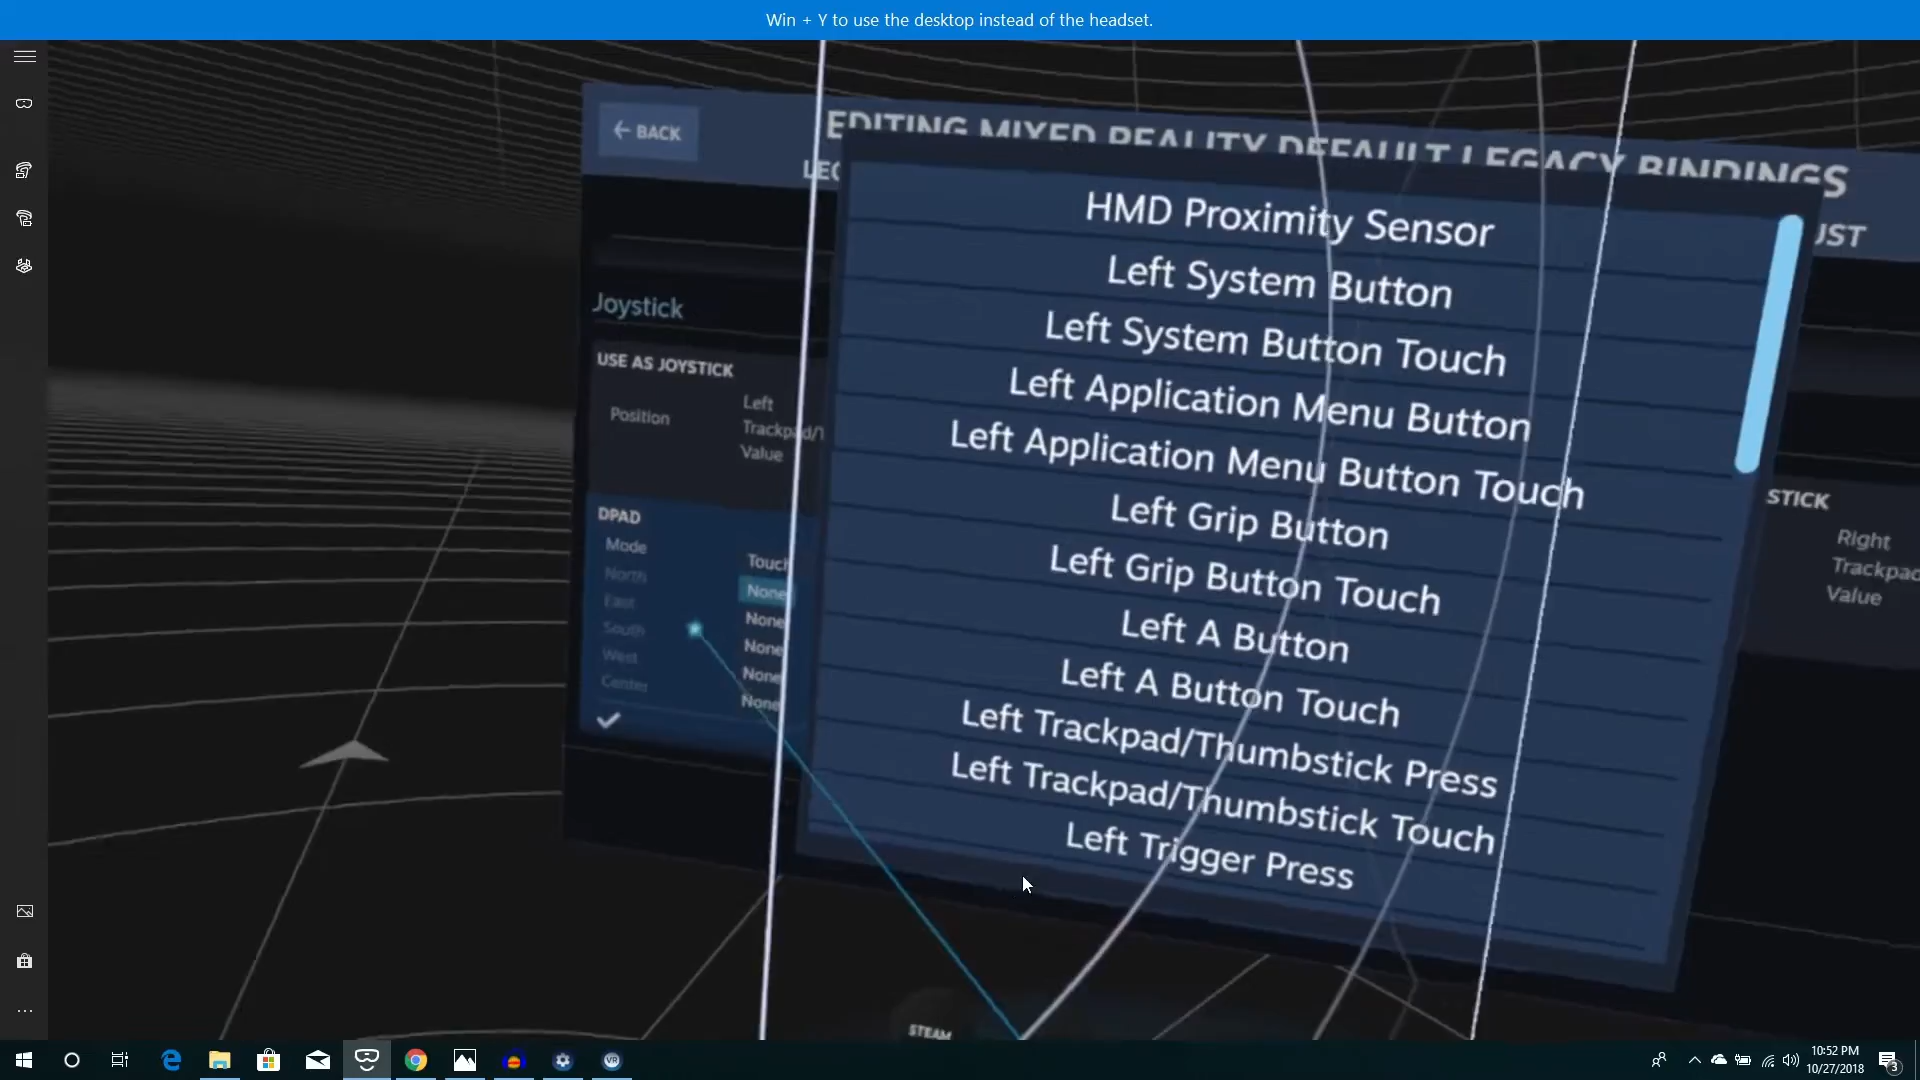 Win + Y to use the desktop instead of the headset.
← BACK
EDITING MIXED REALITY DEFAULT LEGACY BINDINGS
HMD Proximity Sensor
Left System Button
Left System Button Touch
Left Application Menu Button
Left Application Menu Button Touch
Left Grip Button
Left Grip Button Touch
Left A Button
Left A Button Touch
Left Trackpad/Thumbstick Press
Left Trackpad/Thumbstick Touch
Left Trigger Press
Joystick
USE AS JOYSTICK
Position
Left
Trackpad/
Value
DPAD
Mode Touch
North None
East None
South None
West None
Center None
STICK
Right
Trackpad
Value
STEAM
VR
10:52 PM
10/27/2018
3